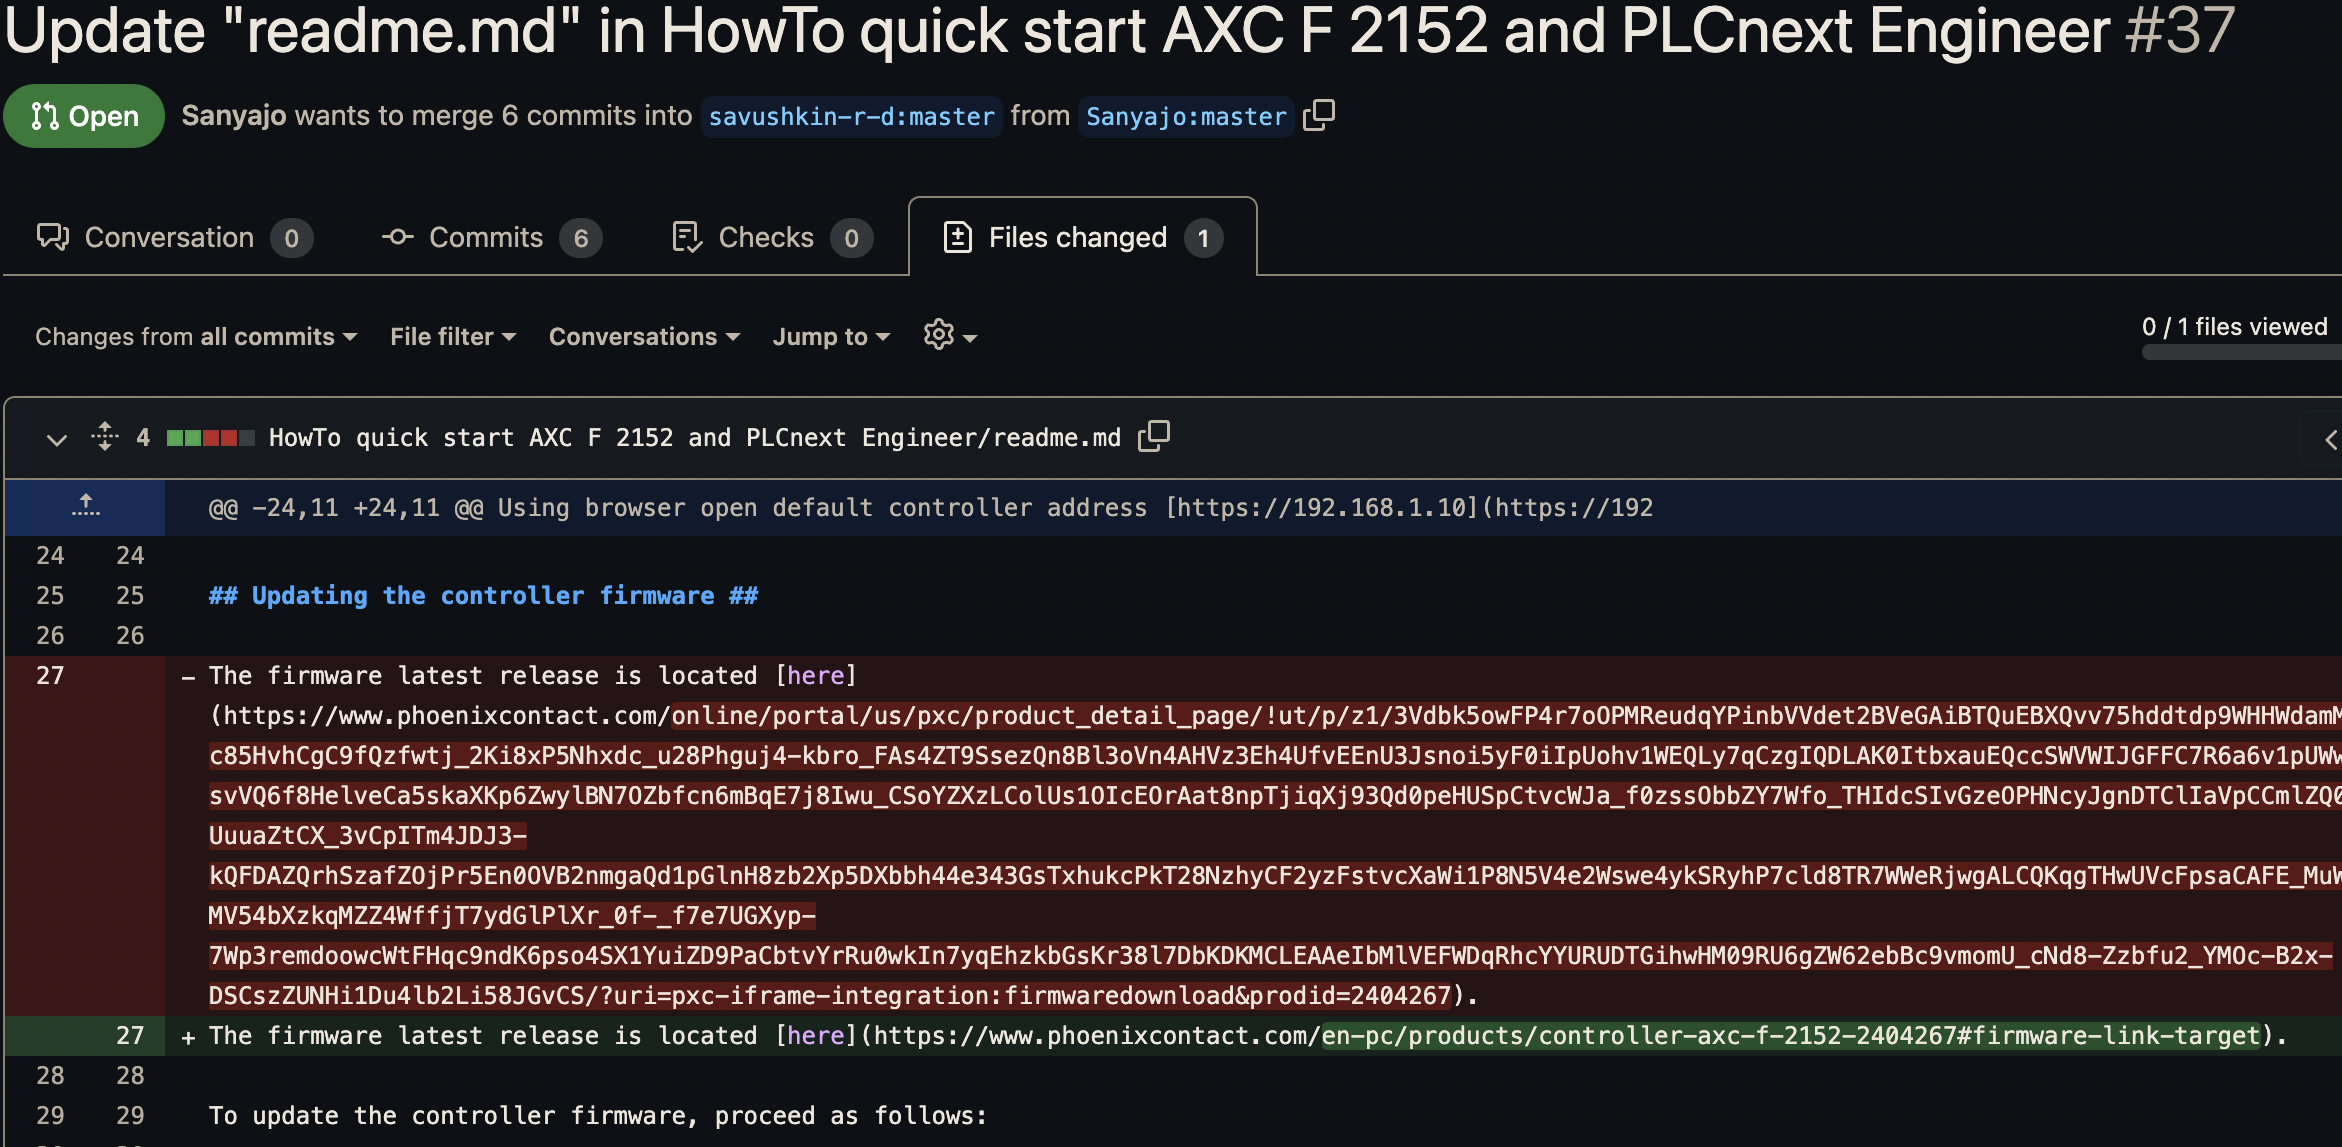 Update "readme.md" in HowTo quick start AXC F 2152 and PLCnext Engineer #37
Open Sanyajo wants to merge 6 commits into savushkin-r-d:master from Sanyajo:master
Conversation 0 Commits 6 Checks 0 Files changed 1
Changes from all commits File filter Conversations Jump to
0 / 1 files viewed
4 HowTo quick start AXC F 2152 and PLCnext Engineer/readme.md
@@ -24,11 +24,11 @@ Using browser open default controller address [https://192.168.1.10](https://192
24 24
25 25 ## Updating the controller firmware ##
26 26
27 - The firmware latest release is located [here]
(https://www.phoenixcontact.com/online/portal/us/pxc/product_detail_page/!ut/p/z1/3Vdbk5owFP4r7oOPMReudqYPinbVVdet2BVeGAiBTQuEBXQvv75hddtdp9WHHWdamM
c85HvhCgC9fQzfwtj_2Ki8xP5Nhxdc_u28Phguj4-kbro_FAs4ZT9SsezQn8Bl3oVn4AHVz3Eh4UfvEEnU3Jsnoi5yF0iIpUohv1WEQLy7qCzgIQDLAK0ItbxauEQccSWVWIJGFFC7R6a6v1pUWw
svVQ6f8HelveCa5skaXKp6ZwylBN7OZbfcn6mBqE7j8Iwu_CSoYZXzLColUs1OIcEOrAat8npTjiqXj93Qd0peHUSpCtvcWJa_f0zssObbZY7Wfo_THIdcSIvGzeOPHNcyJgnDTClIaVpCCmlZQ0
UuuaZtCX_3vCpITm4JDJ3-
kQFDAZQrhSzafZOjPr5En0OVB2nmgaQd1pGlnH8zb2Xp5DXbbh44e343GsTxhukcPkT28NzhyCF2yzFstvcXaWi1P8N5V4e2Wswe4ykSRyhP7cld8TR7WWeRjwgALCQKqgTHwUVcFpsaCAFE_MuW
MV54bXzkqMZZ4WffjT7ydGlPlXr_0f-_f7e7UGXyp-
7Wp3remdoowcWtFHqc9ndK6pso4SX1YuiZD9PaCbtvYrRu0wkIn7yqEhzkbGsKr38l7DbKDKMCLEAAeIbMlVEFWDqRhcYYURUDTGihwHM09RU6gZW62ebBc9vmomU_cNd8-Zzbfu2_YMOc-B2x-
DSCszZUNHi1Du4lb2Li58JGvCS/?uri=pxc-iframe-integration:firmwaredownload&prodid=2404267).
27 + The firmware latest release is located [here](https://www.phoenixcontact.com/en-pc/products/controller-axc-f-2152-2404267#firmware-link-target).
28 28
29 29 To update the controller firmware, proceed as follows: